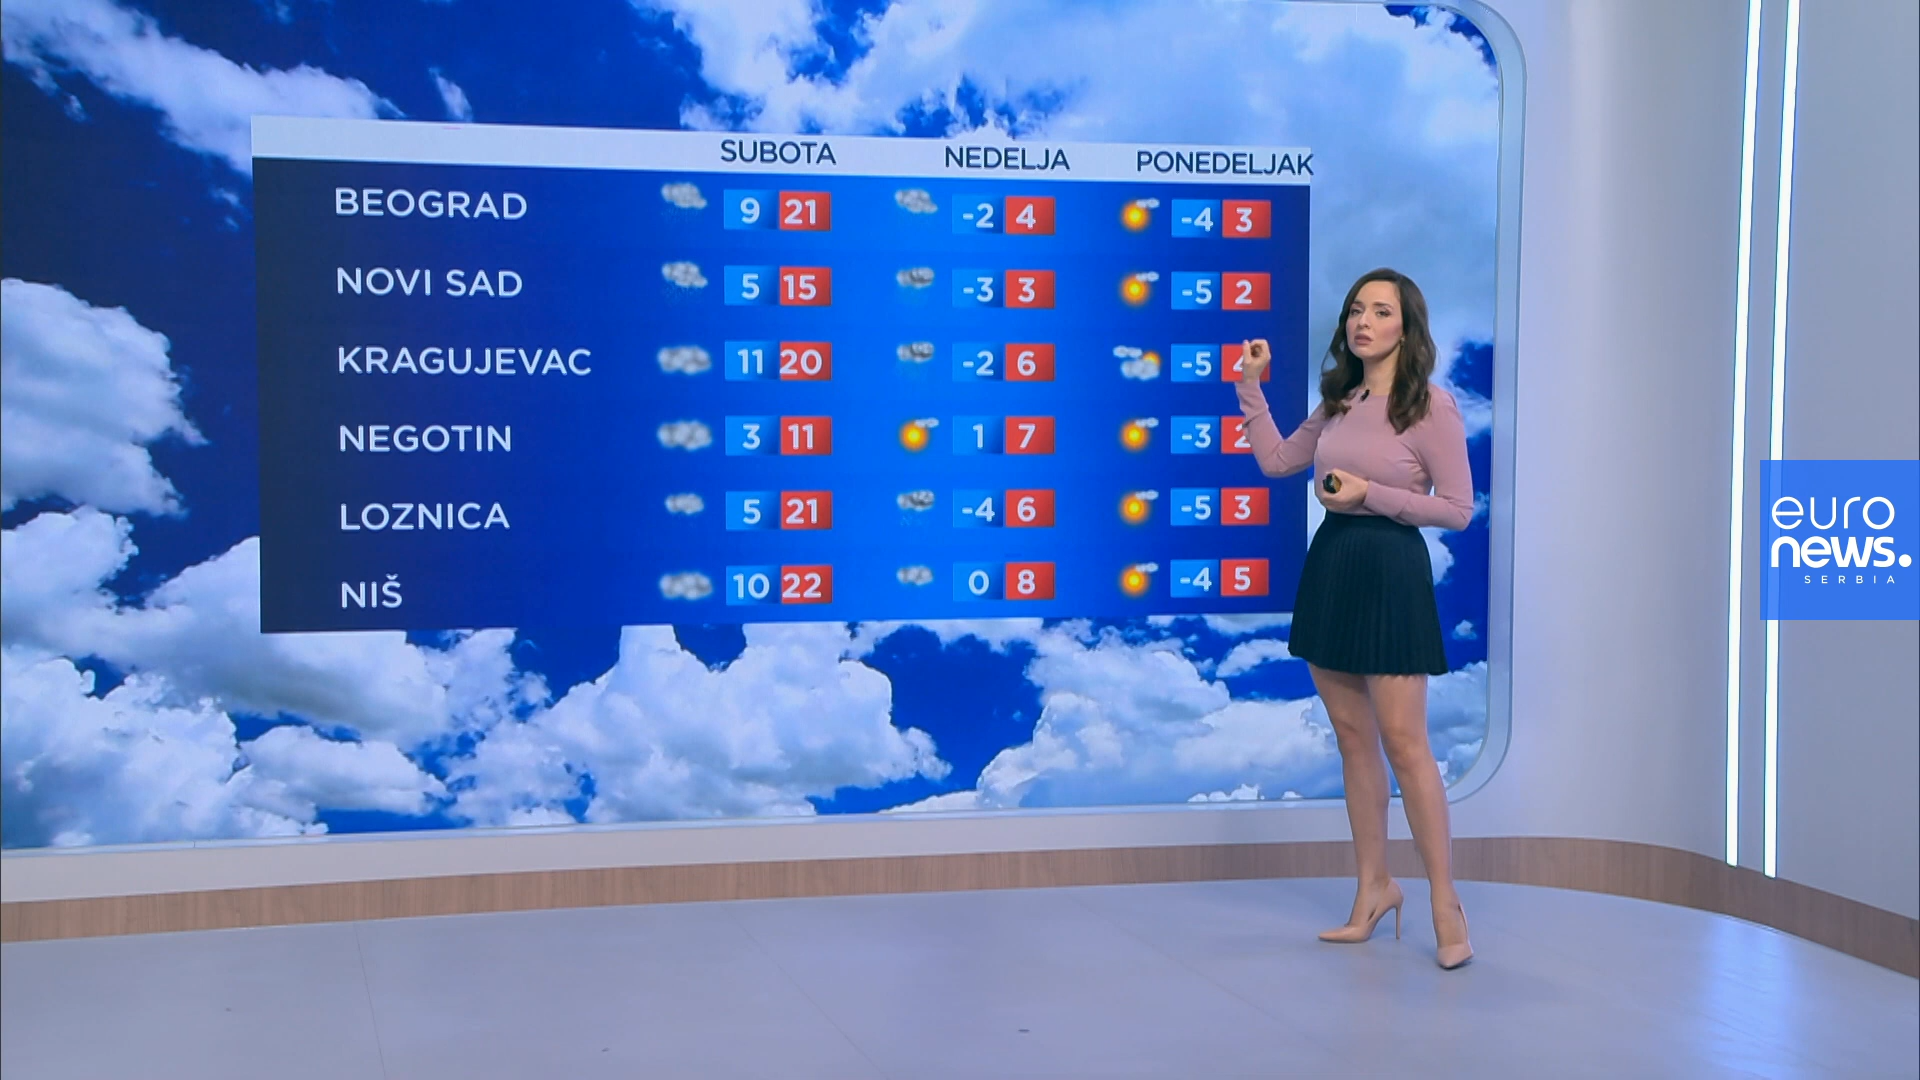 SUBOTA NEDELJA PONEDELJAK
BEOGRAD 9 21 -2 4 -4 3
NOVI SAD 5 15 -3 3 -5 2
KRAGUJEVAC 11 20 -2 6 -5 4
NEGOTIN 3 11 1 7 -3 2
LOZNICA 5 21 -4 6 -5 3
NIŠ 10 22 0 8 -4 5
euro
news.
SERBIA